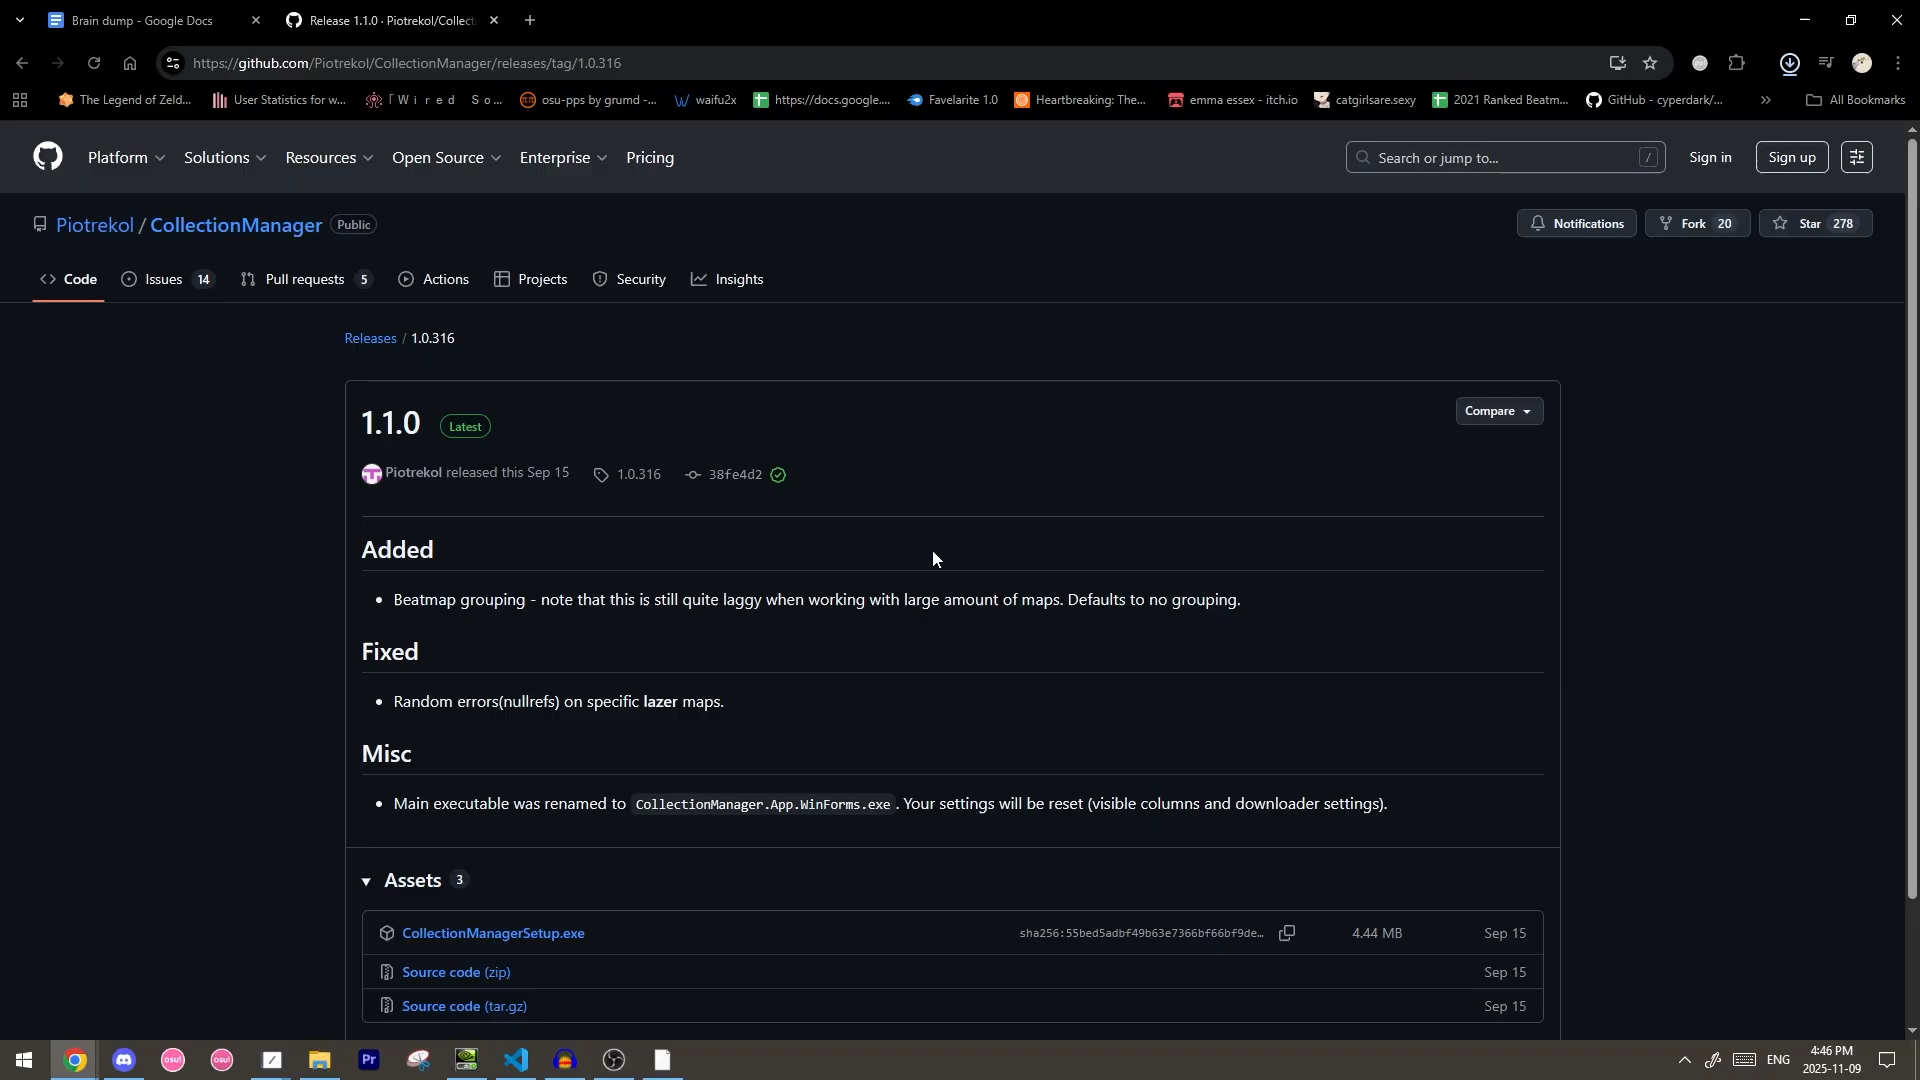 Brain dump - Google Docs
Release 1.1.0 · Piotrekol/Collect
https://github.com/Piotrekol/CollectionManager/releases/tag/1.0.316
The Legend of Zeld...
User Statistics for w...
「W i r e d S o...
osu-pps by grumd -...
waifu2x
https://docs.google....
Favelarite 1.0
Heartbreaking: The...
emma essex - itch.io
catgirlsare.sexy
2021 Ranked Beatm...
GitHub - cyperdark/...
All Bookmarks
Platform
Solutions
Resources
Open Source
Enterprise
Pricing
Search or jump to...
/
Sign in
Sign up
Piotrekol / CollectionManager
Public
Notifications
Fork 20
Star 278
Code
Issues 14
Pull requests 5
Actions
Projects
Security
Insights
Releases / 1.0.316
1.1.0
Latest
Compare
Piotrekol released this Sep 15
1.0.316
38fe4d2
Added
• Beatmap grouping - note that this is still quite laggy when working with large amount of maps. Defaults to no grouping.
Fixed
• Random errors(nullrefs) on specific lazer maps.
Misc
• Main executable was renamed to CollectionManager.App.WinForms.exe . Your settings will be reset (visible columns and downloader settings).
Assets 3
CollectionManagerSetup.exe
sha256:55bed5adbf49b63e7366bf66bf9de...
4.44 MB
Sep 15
Source code (zip)
Sep 15
Source code (tar.gz)
Sep 15
osu!
osu!
Pr
ENG
4:46 PM
2025-11-09